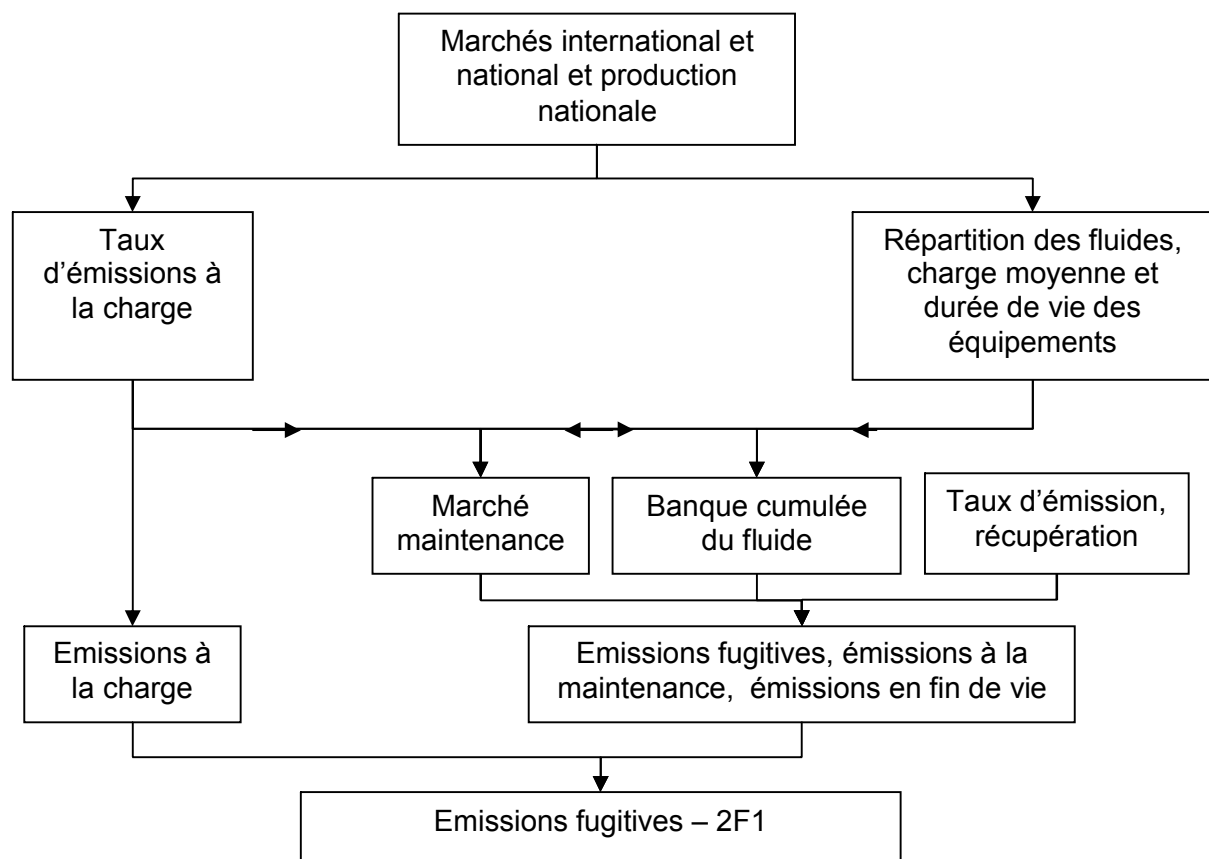 Marchés international et
national et production
nationale
Taux
d'émissions à
la charge
Répartition des fluides,
charge moyenne et
durée de vie des
équipements
Marché
maintenance
Banque cumulée
du fluide
Taux d'émission,
récupération
Emissions à
la charge
Emissions fugitives, émissions à la
maintenance,  émissions en fin de vie
Emissions fugitives – 2F1